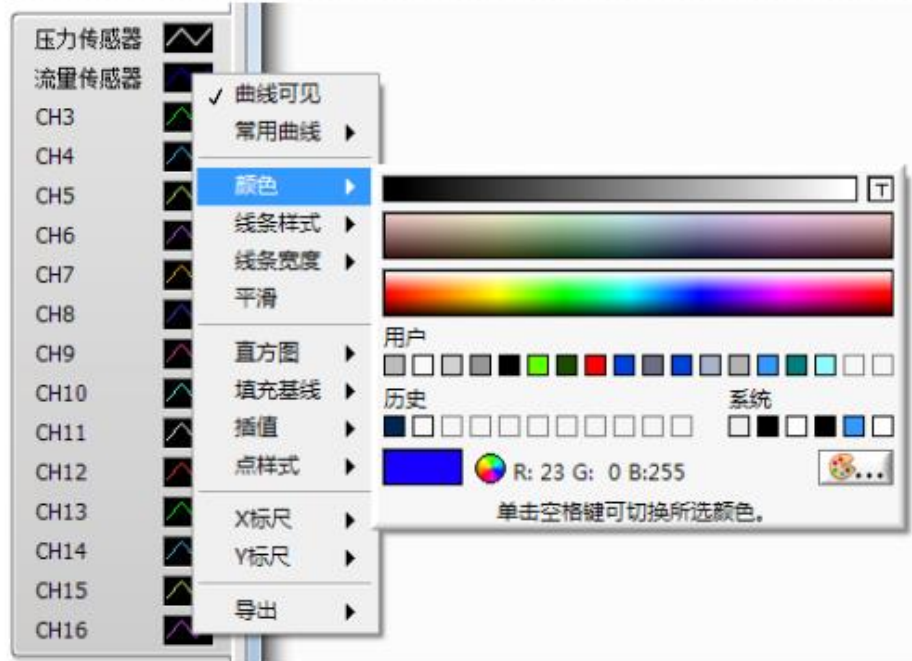 压力传感器
流量传感器
CH3
CH4
CH5
CH6
CH7
CH8
CH9
CH10
CH11
CH12
CH13
CH14
CH15
CH16
✓ 曲线可见
常用曲线
颜色
线条样式
线条宽度
平滑
直方图
填充基线
插值
点样式
X标尺
Y标尺
导出
T
用户
历史
系统
R: 23 G: 0 B:255
...
单击空格键可切换所选颜色。